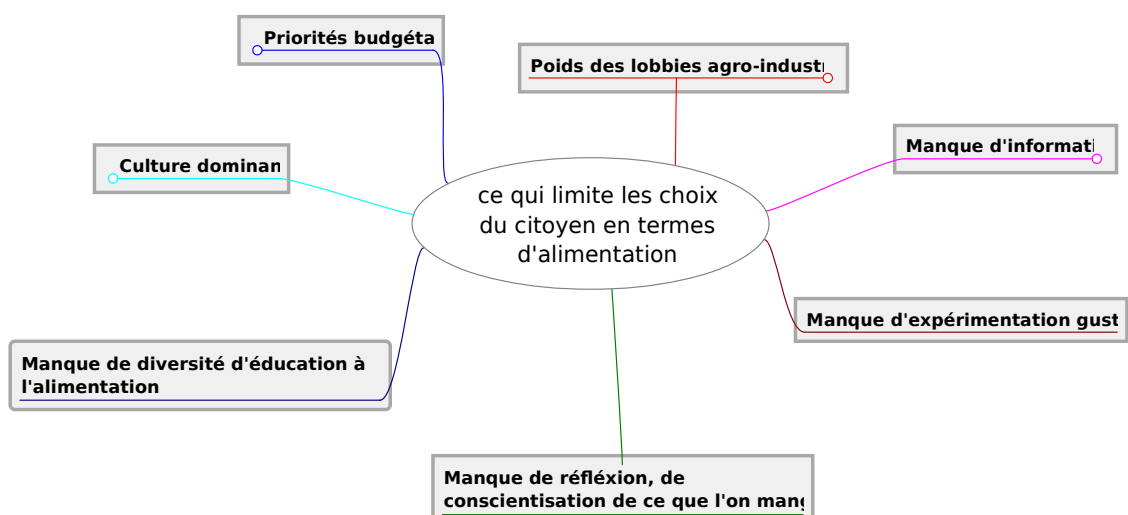 Priorités budgéta
Poids des lobbies agro-industr
Manque d'informati
Culture dominan
ce qui limite les choix
du citoyen en termes
d'alimentation
Manque d'expérimentation gust
Manque de diversité d'éducation à
l'alimentation
Manque de réfléxion, de
conscientisation de ce que l'on mang